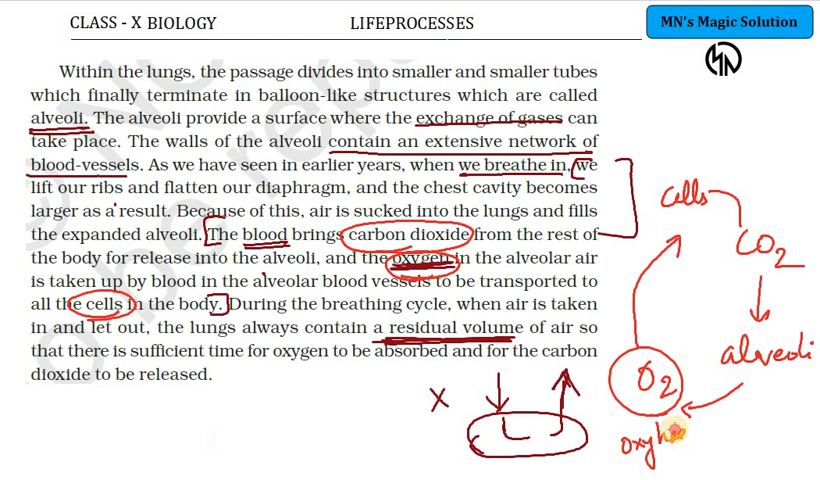 CLASS - X BIOLOGY
LIFEPROCESSES
MN's Magic Solution
Within the lungs, the passage divides into smaller and smaller tubes
which finally terminate in balloon-like structures which are called
alveoli. The alveoli provide a surface where the exchange of gases can
take place. The walls of the alveoli contain an extensive network of
blood-vessels. As we have seen in earlier years, when we breathe in, we
lift our ribs and flatten our diaphragm, and the chest cavity becomes
larger as a result. Because of this, air is sucked into the lungs and fills
the expanded alveoli. The blood brings carbon dioxide from the rest of
the body for release into the alveoli, and the oxygen in the alveolar air
is taken up by blood in the alveolar blood vessels to be transported to
all the cells in the body. During the breathing cycle, when air is taken
in and let out, the lungs always contain a residual volume of air so
that there is sufficient time for oxygen to be absorbed and for the carbon
dioxide to be released.
cells
CO2
alveoli
O2
X